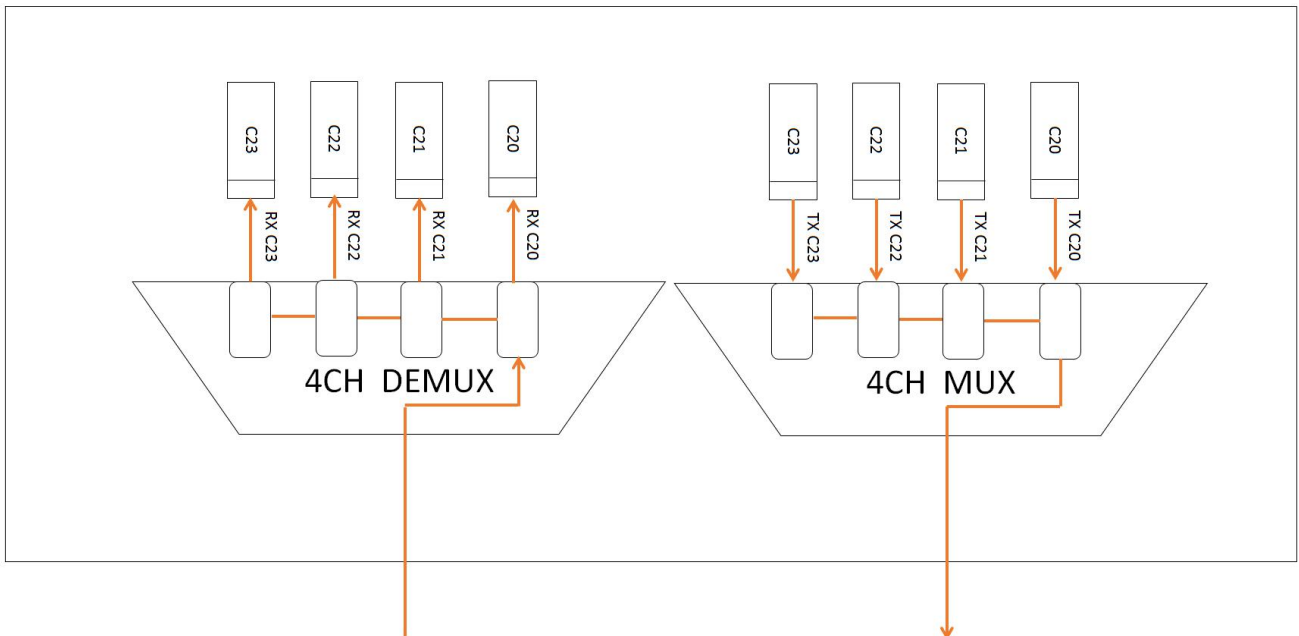 C23
C22
C21
C20
C23
C22
C21
C20
RX C23
RX C22
RX C21
RX C20
TX C23
TX C22
TX C21
TX C20
4CH DEMUX
4CH MUX